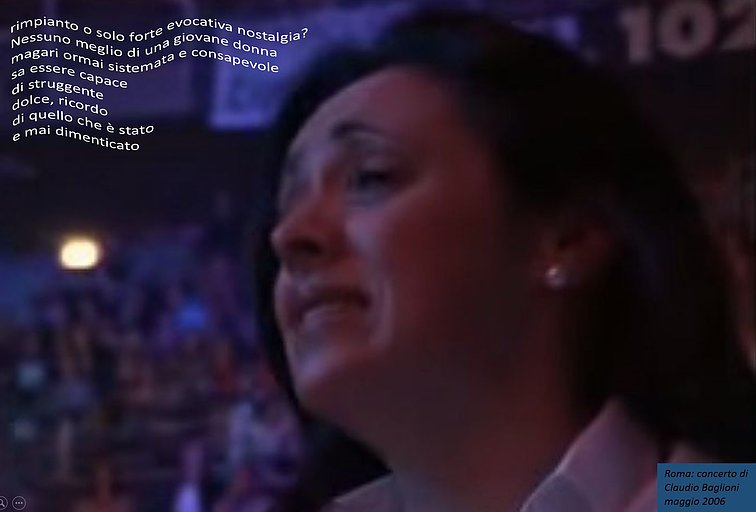 rimpianto o solo forte evocativa nostalgia?
Nessuno meglio di una giovane donna
magari ormai sistemata e consapevole
sa essere capace
di struggente
dolce, ricordo
di quello che è stato
e mai dimenticato
102
Roma: concerto di
Claudio Baglioni
maggio 2006